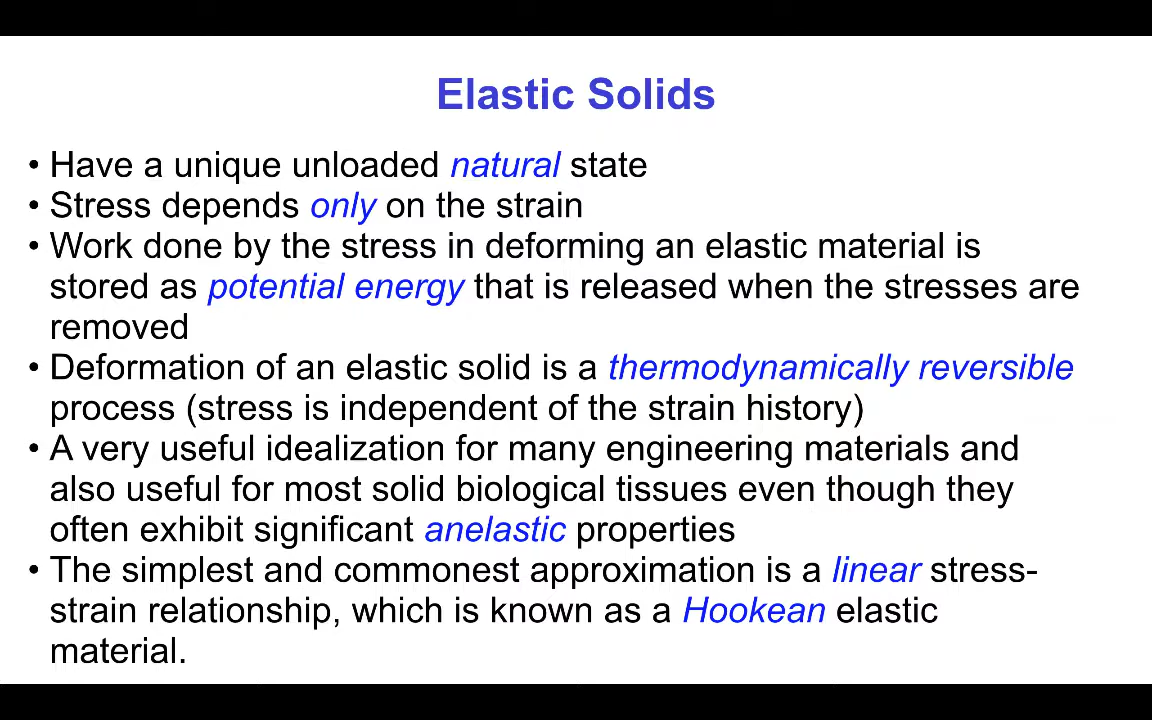 Elastic Solids
• Have a unique unloaded natural state
• Stress depends only on the strain
• Work done by the stress in deforming an elastic material is
stored as potential energy that is released when the stresses are
removed
• Deformation of an elastic solid is a thermodynamically reversible
process (stress is independent of the strain history)
• A very useful idealization for many engineering materials and
also useful for most solid biological tissues even though they
often exhibit significant anelastic properties
• The simplest and commonest approximation is a linear stress-
strain relationship, which is known as a Hookean elastic
material.